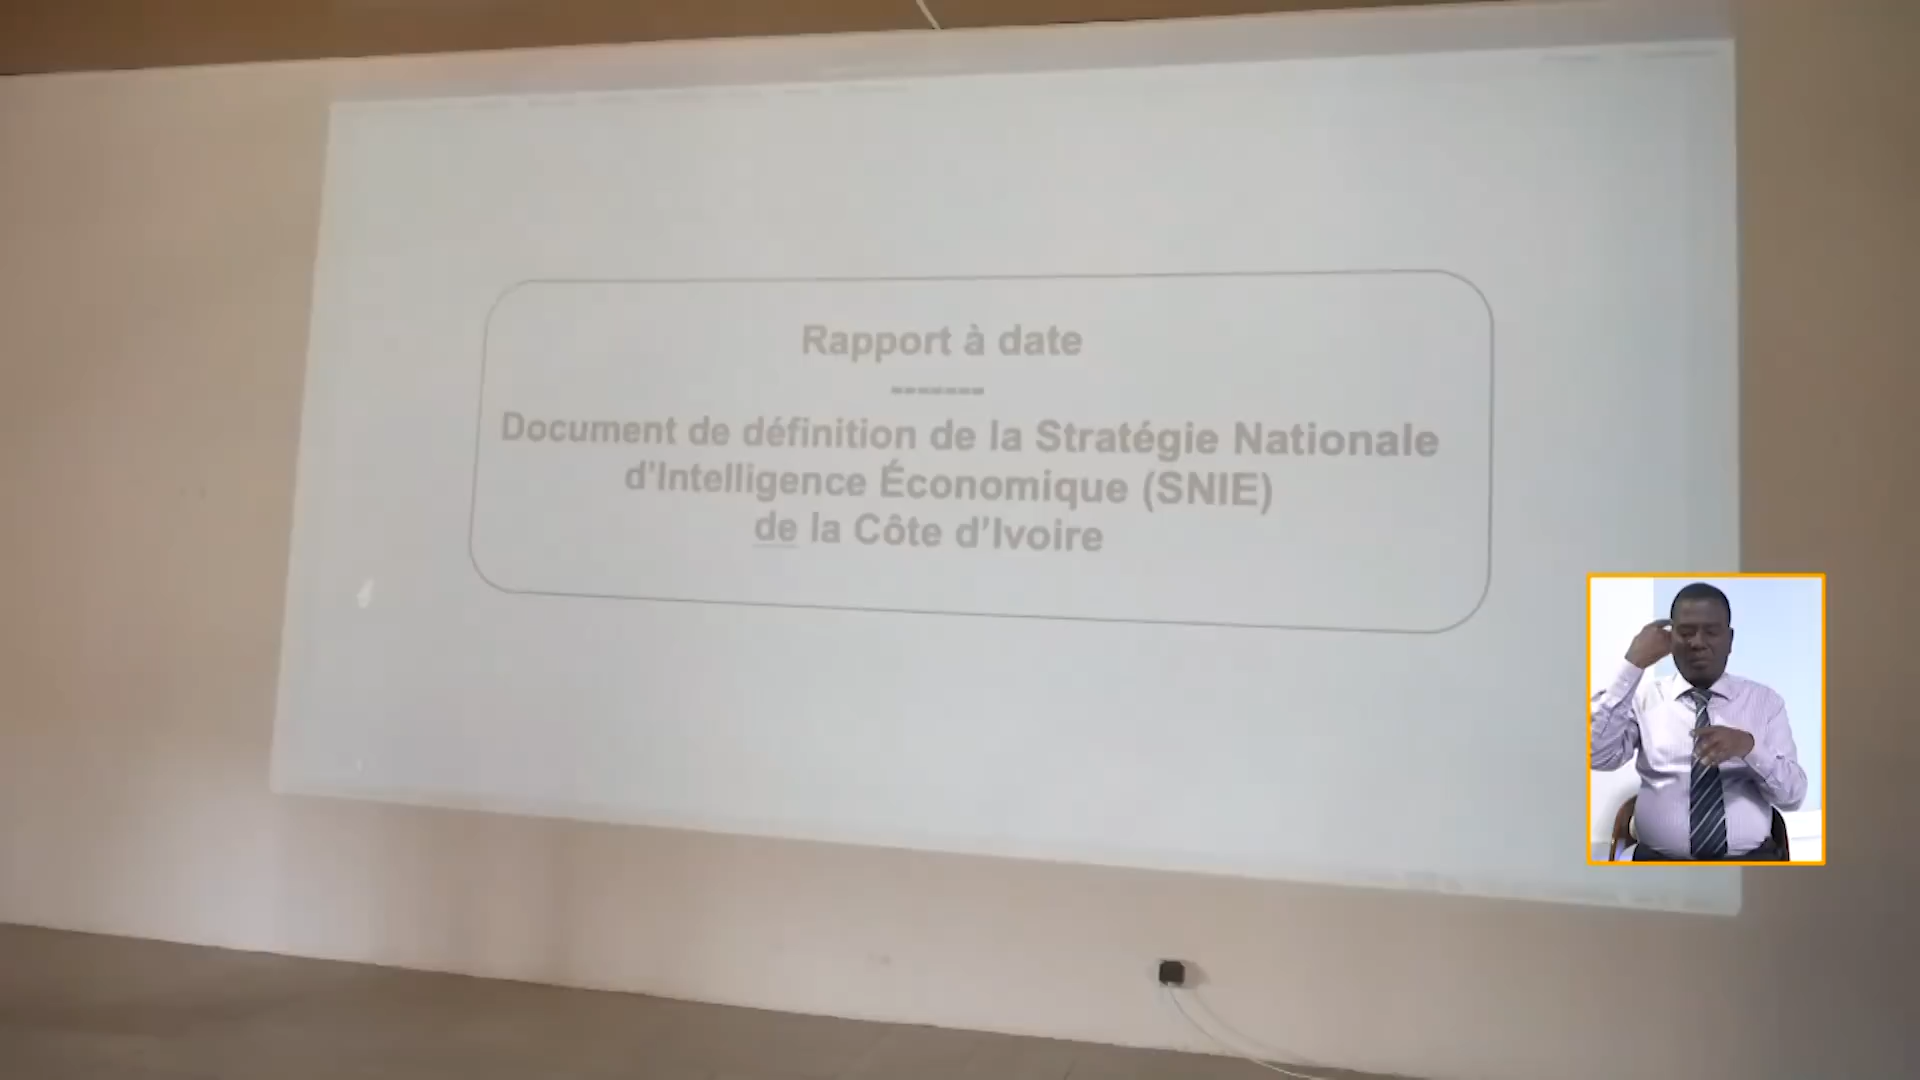 Rapport à date
-------
Document de définition de la Stratégie Nationale
d'Intelligence Économique (SNIE)
de la Côte d’Ivoire